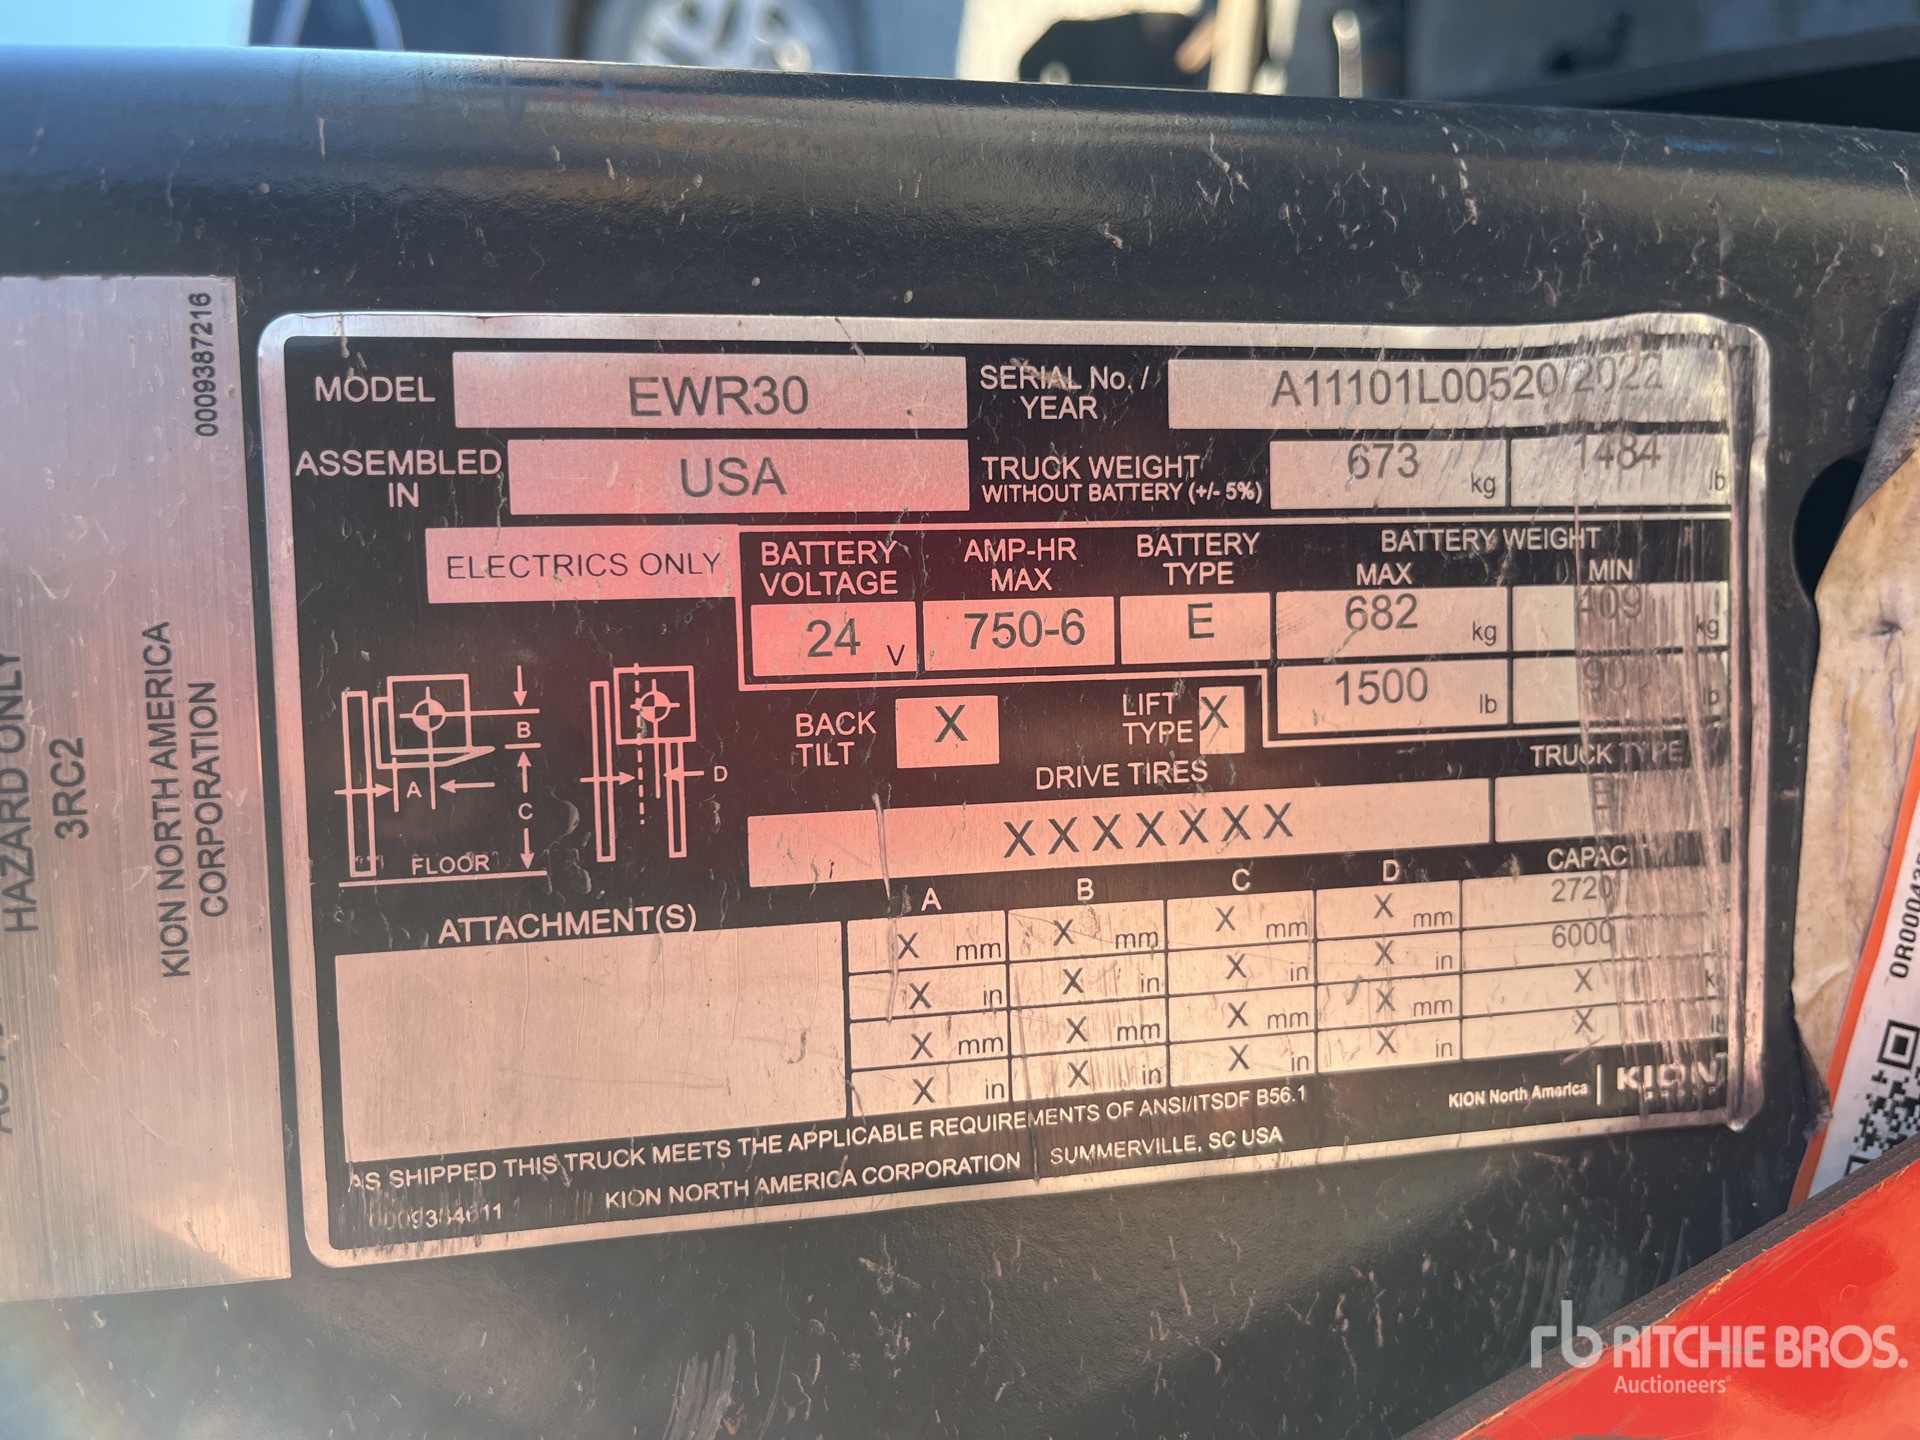 0009387216
HAZARD ONLY
3RC2
KION NORTH AMERICA
CORPORATION
MODEL EWR30 SERIAL No. / YEAR A11101L00520/2022
ASSEMBLED IN USA TRUCK WEIGHT WITHOUT BATTERY (+/- 5%) 673 kg 1484 lb
ELECTRICS ONLY
BATTERY VOLTAGE AMP-HR MAX BATTERY TYPE BATTERY WEIGHT
MAX MIN
24 V 750-6 E 682 kg 409 kg
1500 lb lb
BACK TILT X LIFT TYPE X
DRIVE TIRES TRUCK TYPE
XXXXXXX
A B C D
FLOOR
ATTACHMENT(S) A B C D
X mm X mm X mm X mm 2720
X in X in X in X in 6000
X mm X mm X mm X mm X
X in X in X in X in X
AS SHIPPED THIS TRUCK MEETS THE APPLICABLE REQUIREMENTS OF ANSI/ITSDF B56.1
KION North America KION
KION NORTH AMERICA CORPORATION SUMMERVILLE, SC USA
rb RITCHIE BROS.
Auctioneers